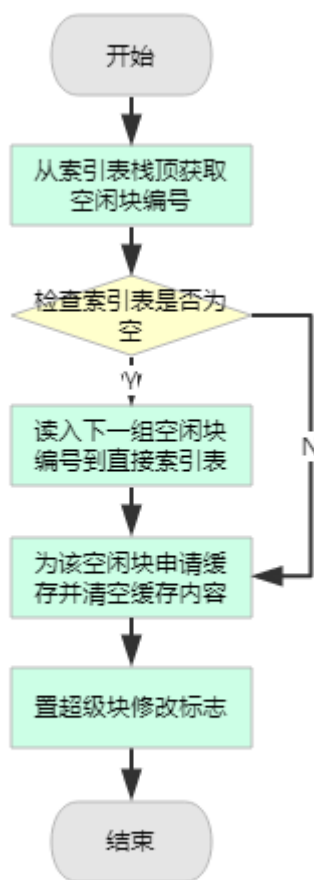 开始
从索引表栈顶获取
空闲块编号
检查索引表是否为
空
Y
N
读入下一组空闲块
编号到直接索引表
为该空闲块申请缓
存并清空缓存内容
置超级块修改标志
结束